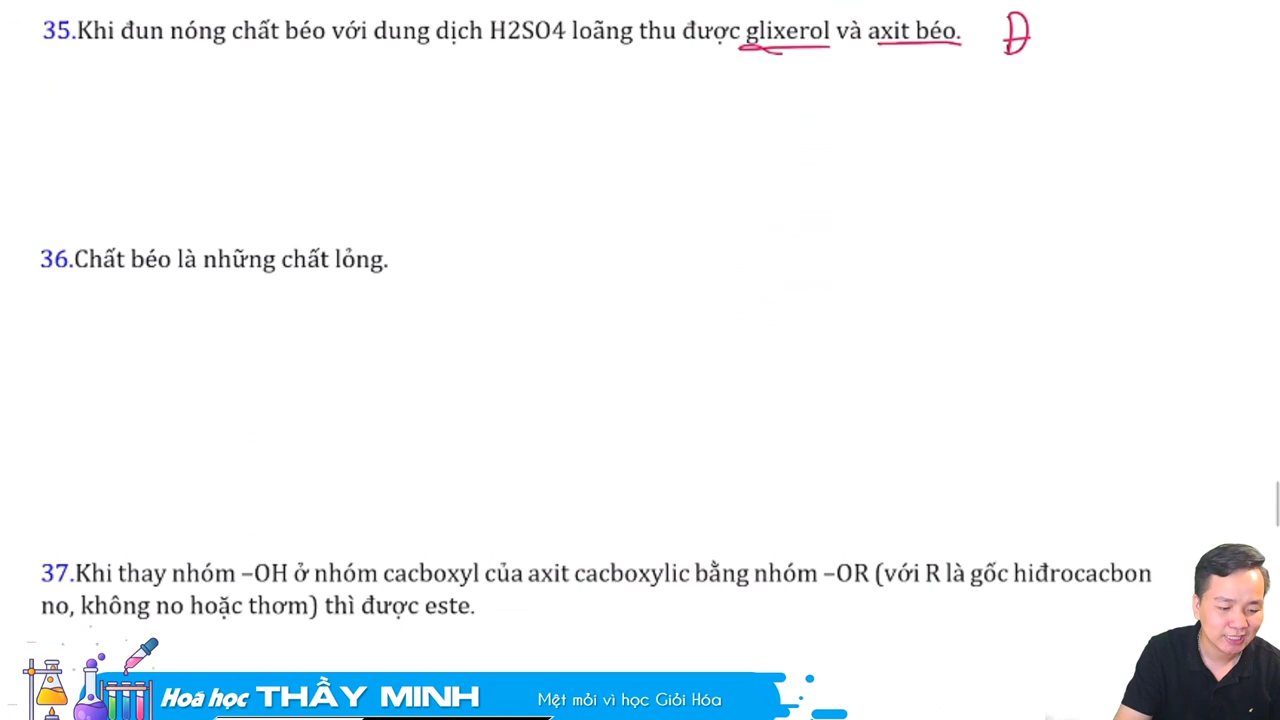 35.Khi đun nóng chất béo với dung dịch H2SO4 loãng thu được glixerol và axit béo. Đ
36.Chất béo là những chất lỏng.
37.Khi thay nhóm –OH ở nhóm cacboxyl của axit cacboxylic bằng nhóm –OR (với R là gốc hiđrocacbon
no, không no hoặc thơm) thì được este.
Hoá học THẦY MINH Mệt mỏi vì học Giỏi Hóa